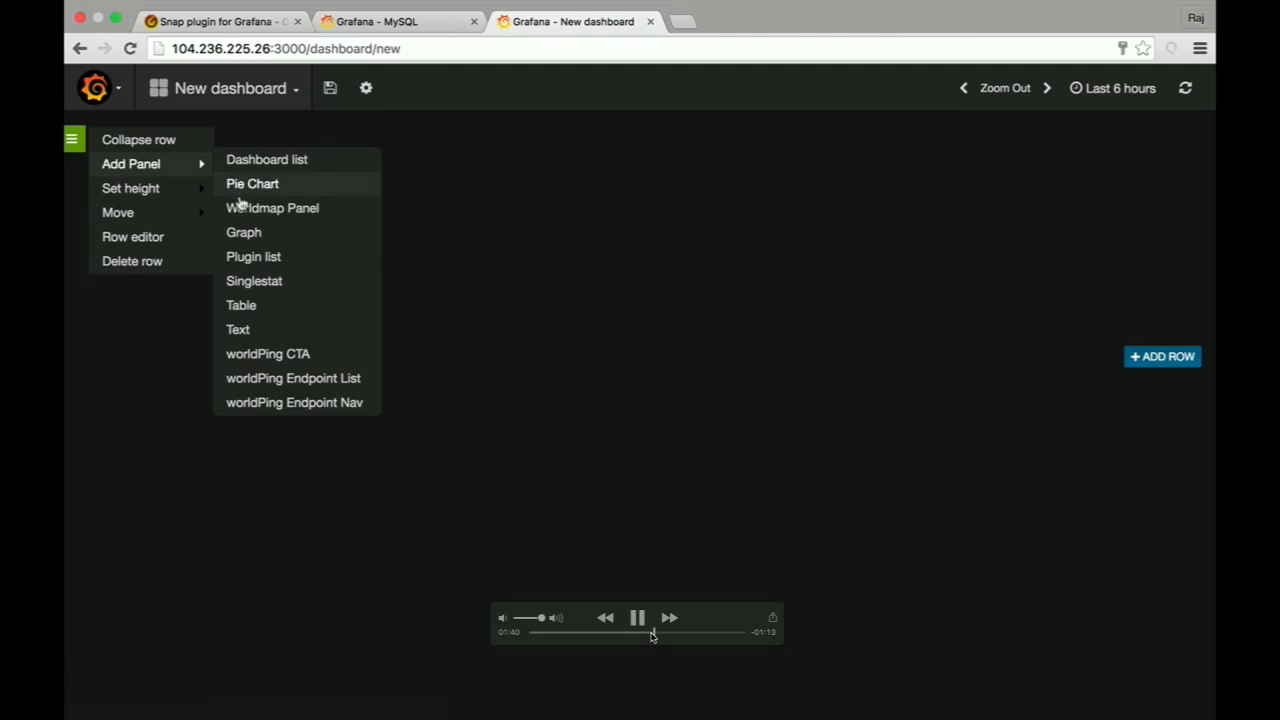 Snap plugin for Grafana - G
Grafana - MySQL
Grafana - New dashboard
Raj
104.236.225.26:3000/dashboard/new
New dashboard
Zoom Out
Last 6 hours
Collapse row
Add Panel
Set height
Move
Row editor
Delete row
Dashboard list
Pie Chart
Worldmap Panel
Graph
Plugin list
Singlestat
Table
Text
worldPing CTA
worldPing Endpoint List
worldPing Endpoint Nav
+ ADD ROW
01:40
-01:13